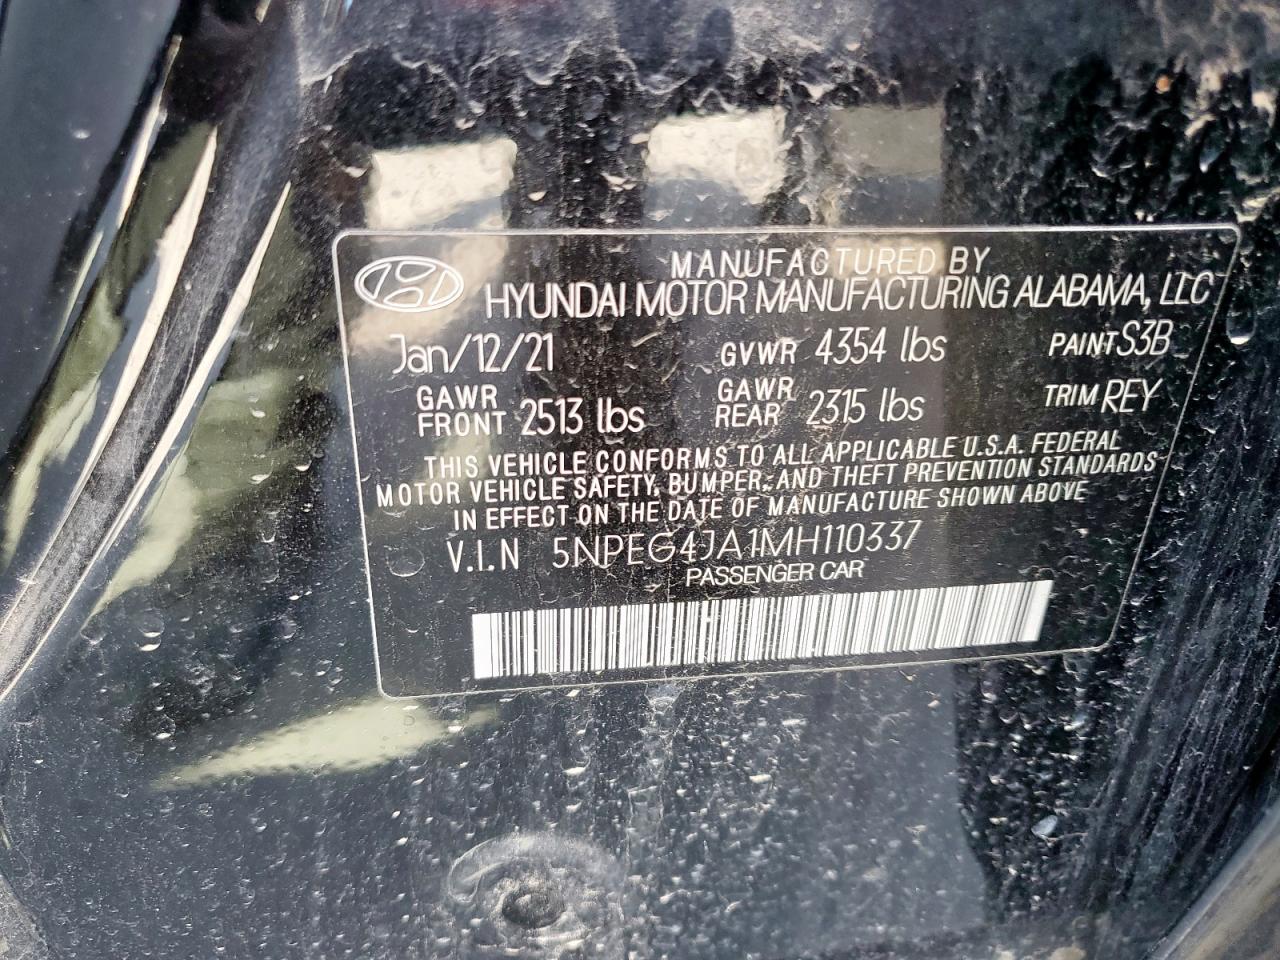 MANUFACTURED BY
HYUNDAI MOTOR MANUFACTURING ALABAMA, LLC
Jan/12/21 GVWR 4354 lbs PAINT S3B
GAWR FRONT 2513 lbs GAWR REAR 2315 lbs TRIM REY
THIS VEHICLE CONFORMS TO ALL APPLICABLE U.S.A. FEDERAL
MOTOR VEHICLE SAFETY, BUMPER, AND THEFT PREVENTION STANDARDS
IN EFFECT ON THE DATE OF MANUFACTURE SHOWN ABOVE
V.I.N 5NPEG4JA1MH110337
PASSENGER CAR